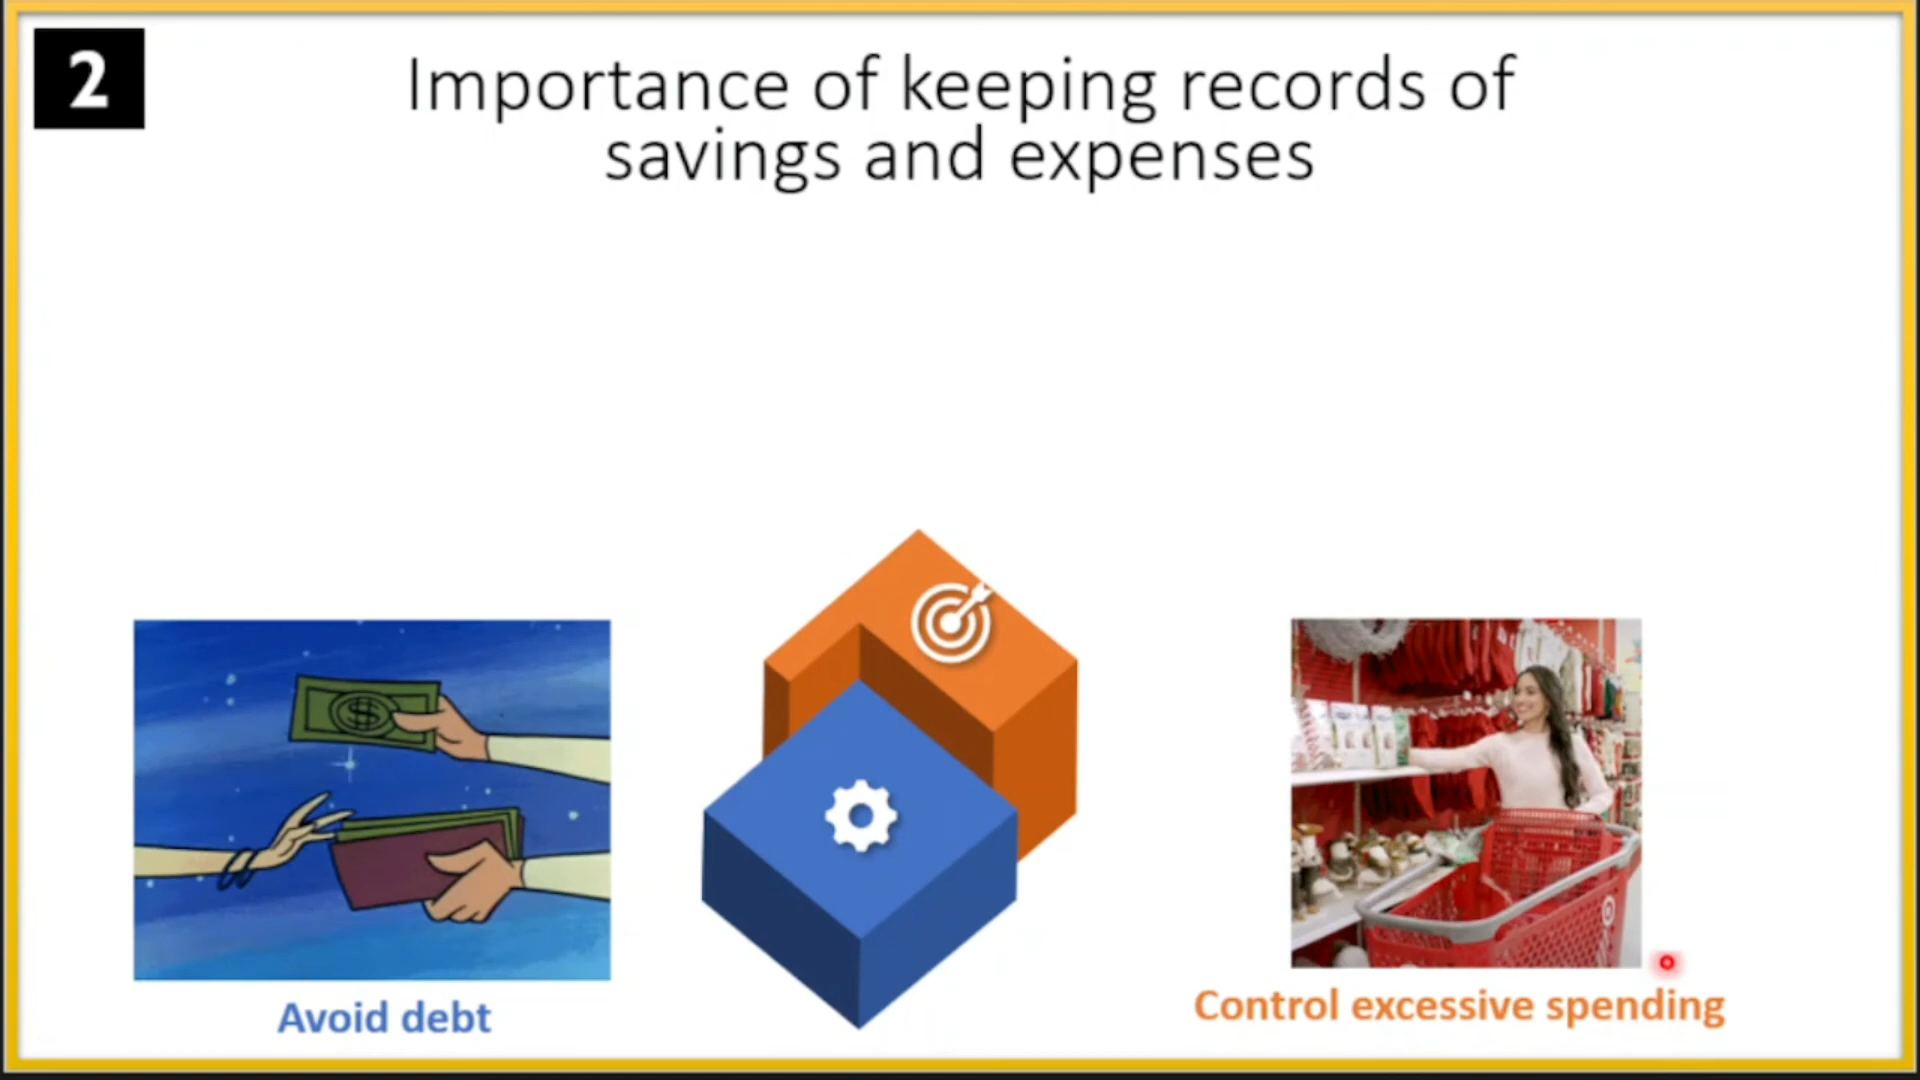 2
Importance of keeping records of
savings and expenses
$
Avoid debt
Control excessive spending